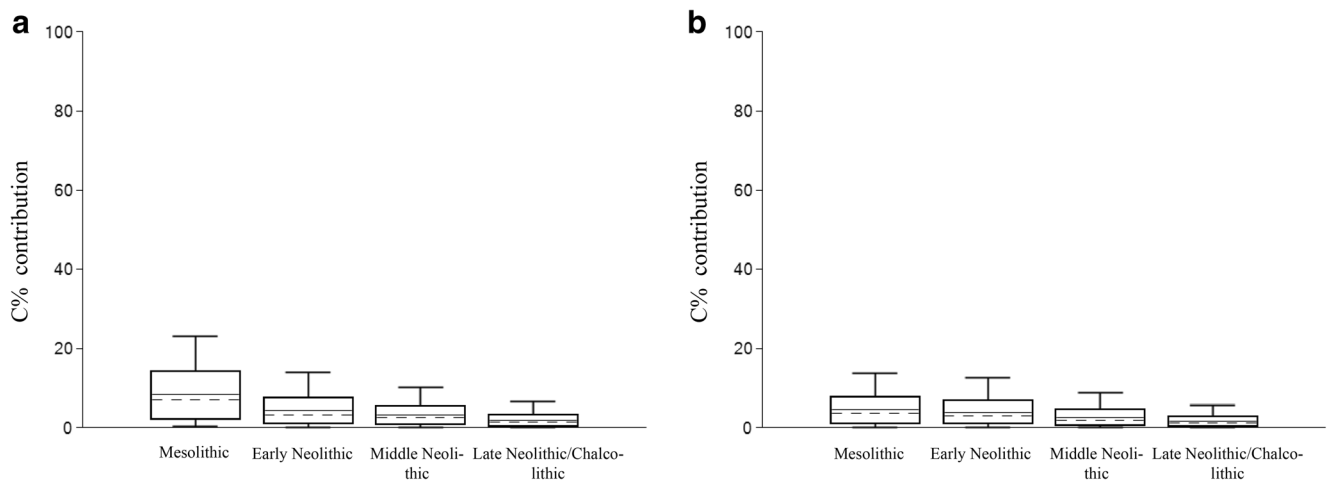 a
100
80
60
40
20
0
C% contribution
Mesolithic
Early Neolithic
Middle Neoli-
thic
Late Neolithic/Chalco-
lithic
b
100
80
60
40
20
0
C% contribution
Mesolithic
Early Neolithic
Middle Neoli-
thic
Late Neolithic/Chalco-
lithic